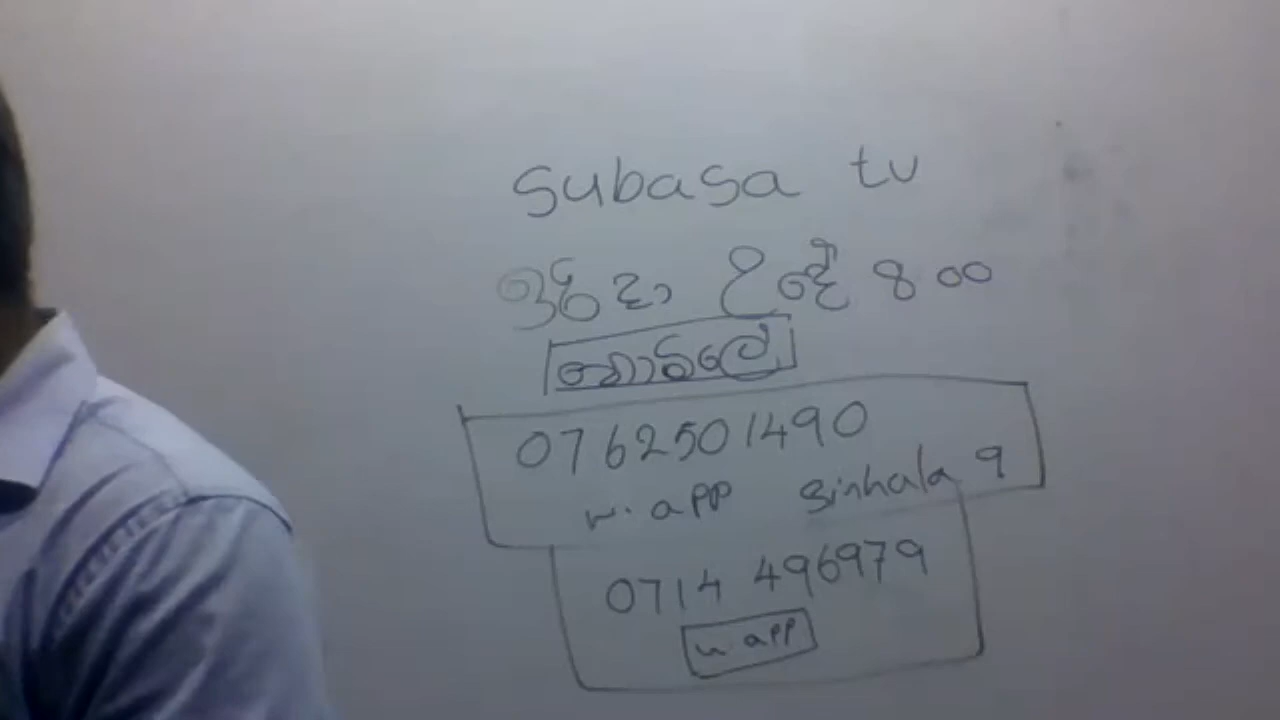 Subasa tv
ඉරිදා උදේ 8 00
නොමිලේ
0762501490
w. app sinhala 9
0714 496979
w app